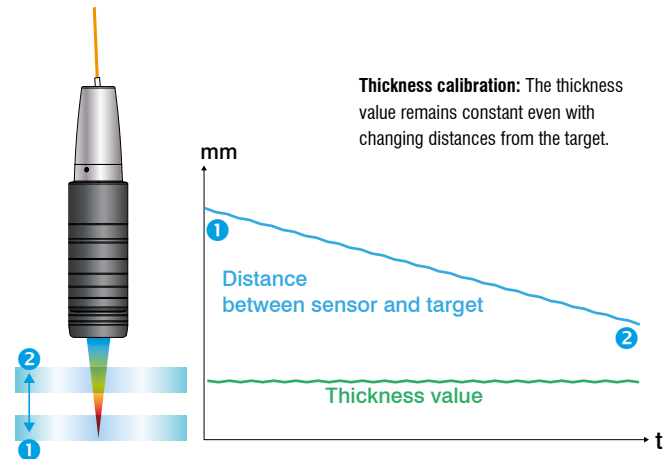 Thickness calibration: The thickness
value remains constant even with
changing distances from the target.
mm
1
Distance
between sensor and target
2
Thickness value
t
2
1